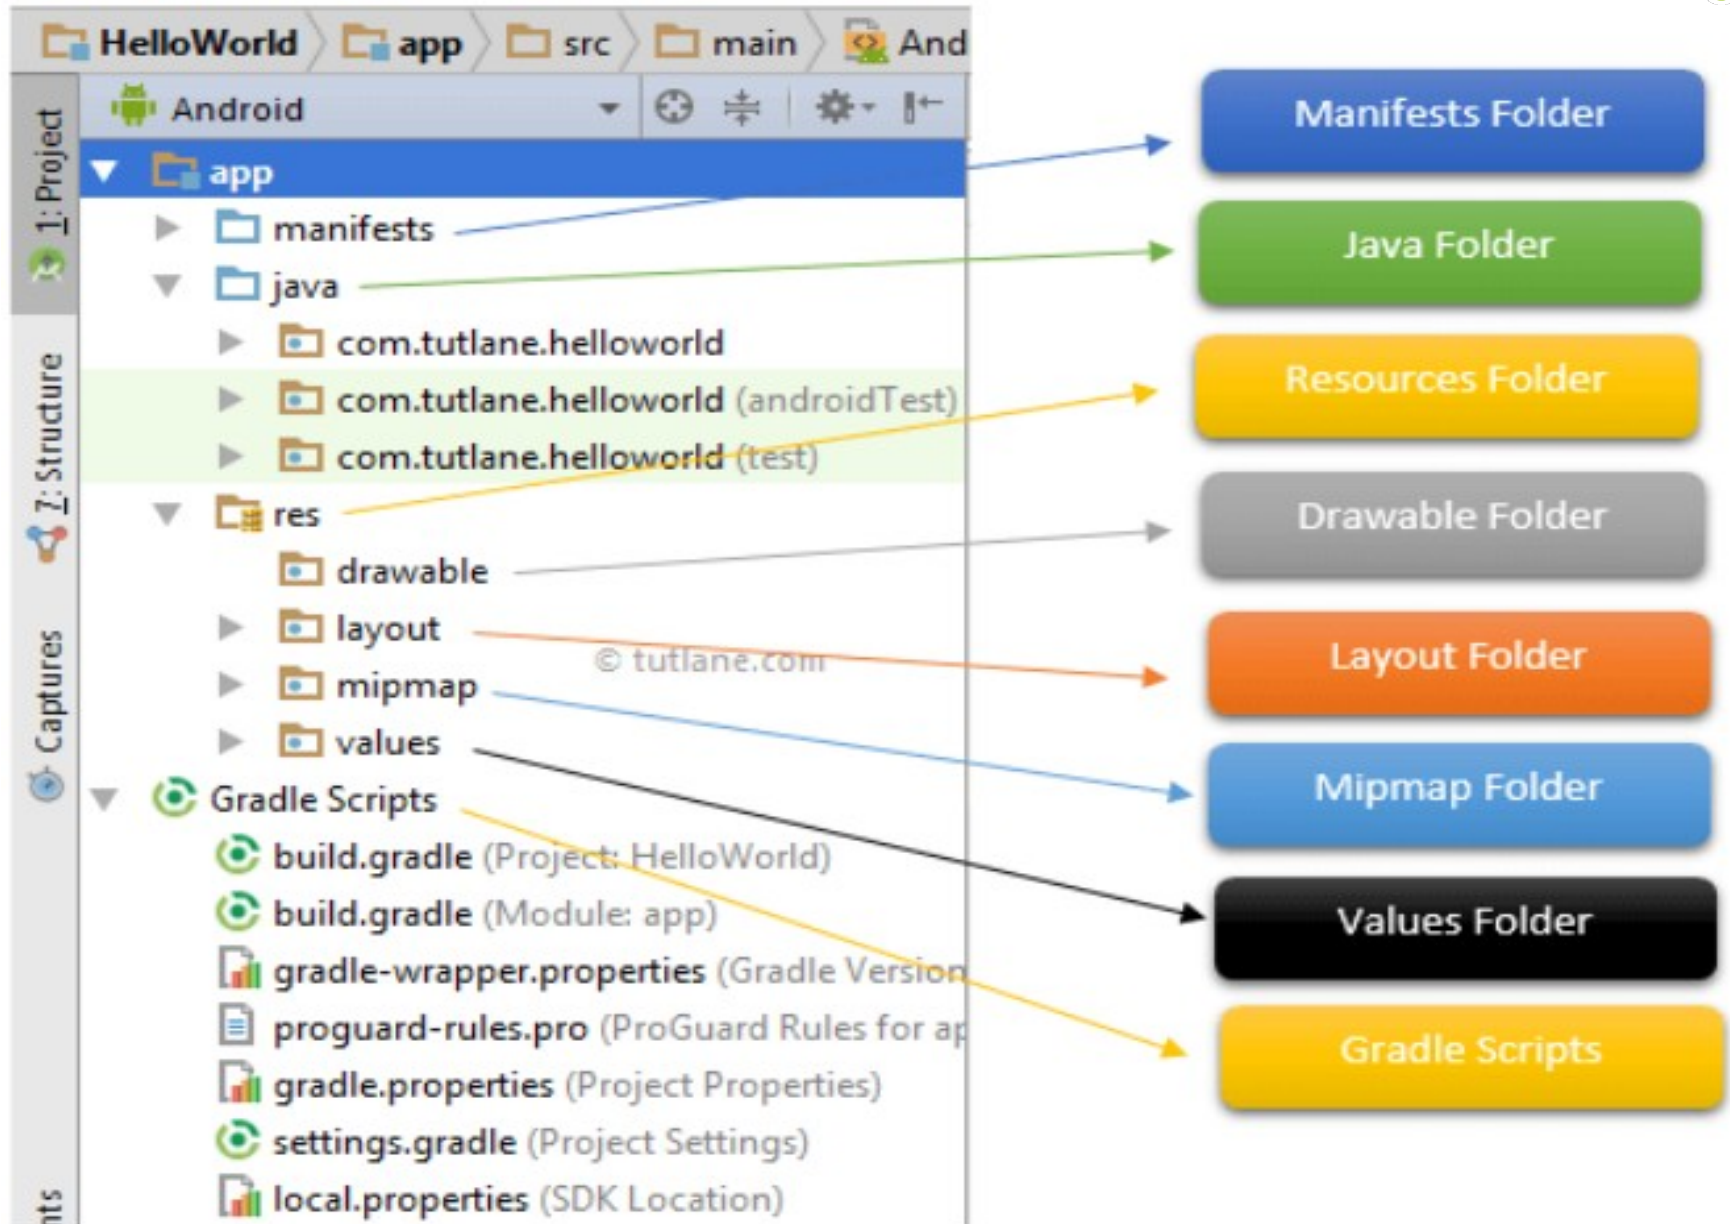 HelloWorld app src main And
Android
1: Project
7: Structure
Captures
app
manifests
java
com.tutlane.helloworld
com.tutlane.helloworld (androidTest)
com.tutlane.helloworld (test)
res
drawable
layout
© tutlane.com
mipmap
values
Gradle Scripts
build.gradle (Project: HelloWorld)
build.gradle (Module: app)
gradle-wrapper.properties (Gradle Version
proguard-rules.pro (ProGuard Rules for ap
gradle.properties (Project Properties)
settings.gradle (Project Settings)
local.properties (SDK Location)
Manifests Folder
Java Folder
Resources Folder
Drawable Folder
Layout Folder
Mipmap Folder
Values Folder
Gradle Scripts